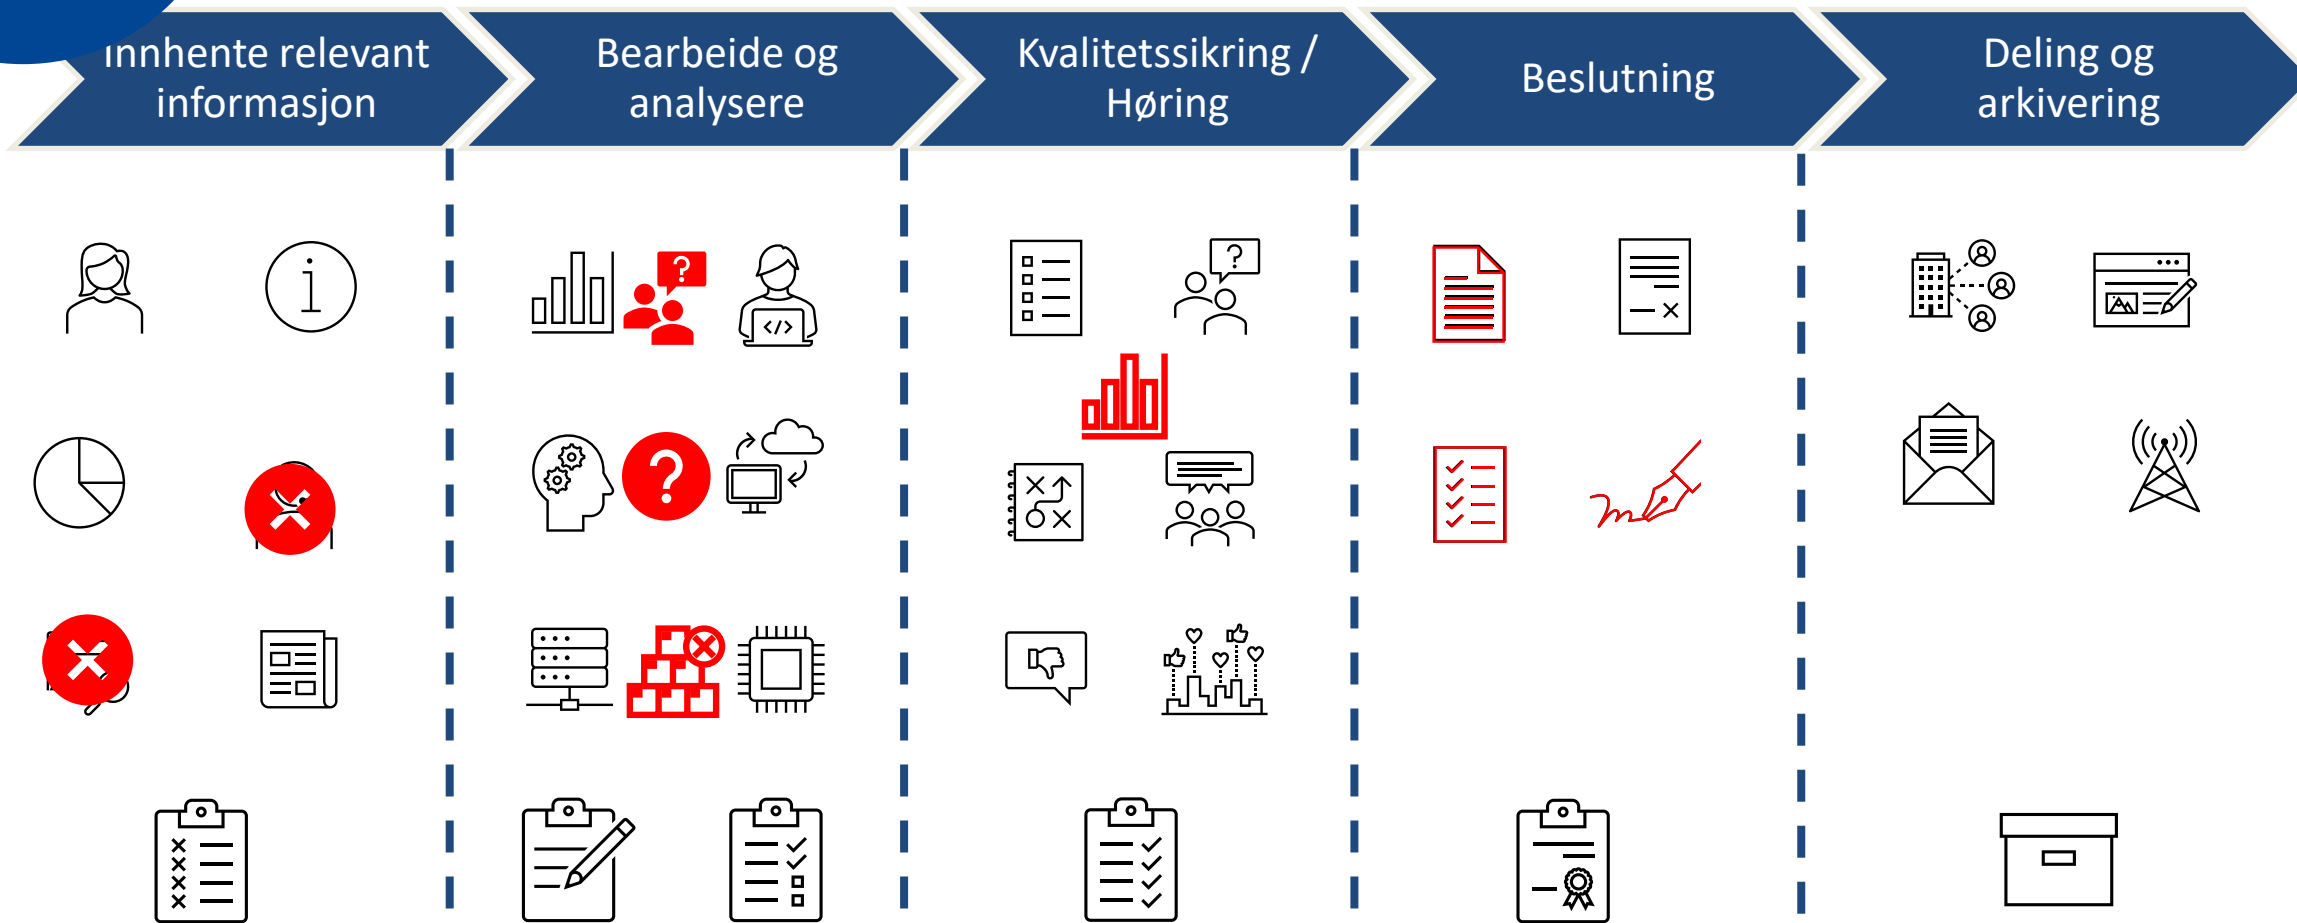 Innhente relevant
informasjon
Bearbeide og
analysere
Kvalitetssikring /
Høring
Beslutning
Deling og
arkivering